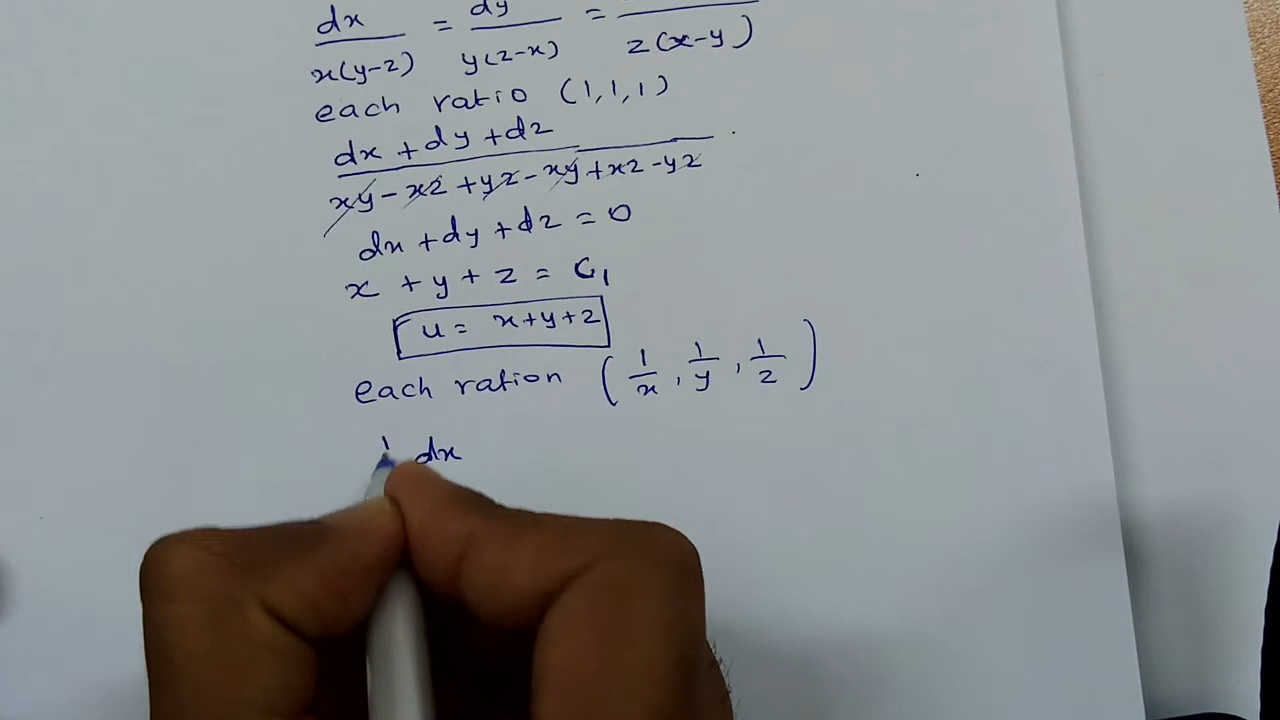 dx/x(y-z) = dy/y(z-x) = /z(x-y)
each ratio (1,1,1)
dx+dy+dz
xy-xz+yz-xy+xz-yz
dx+dy+dz=0
x+y+z=C₁
u= x+y+z
each ration (1/x, 1/y, 1/z)
1 dx